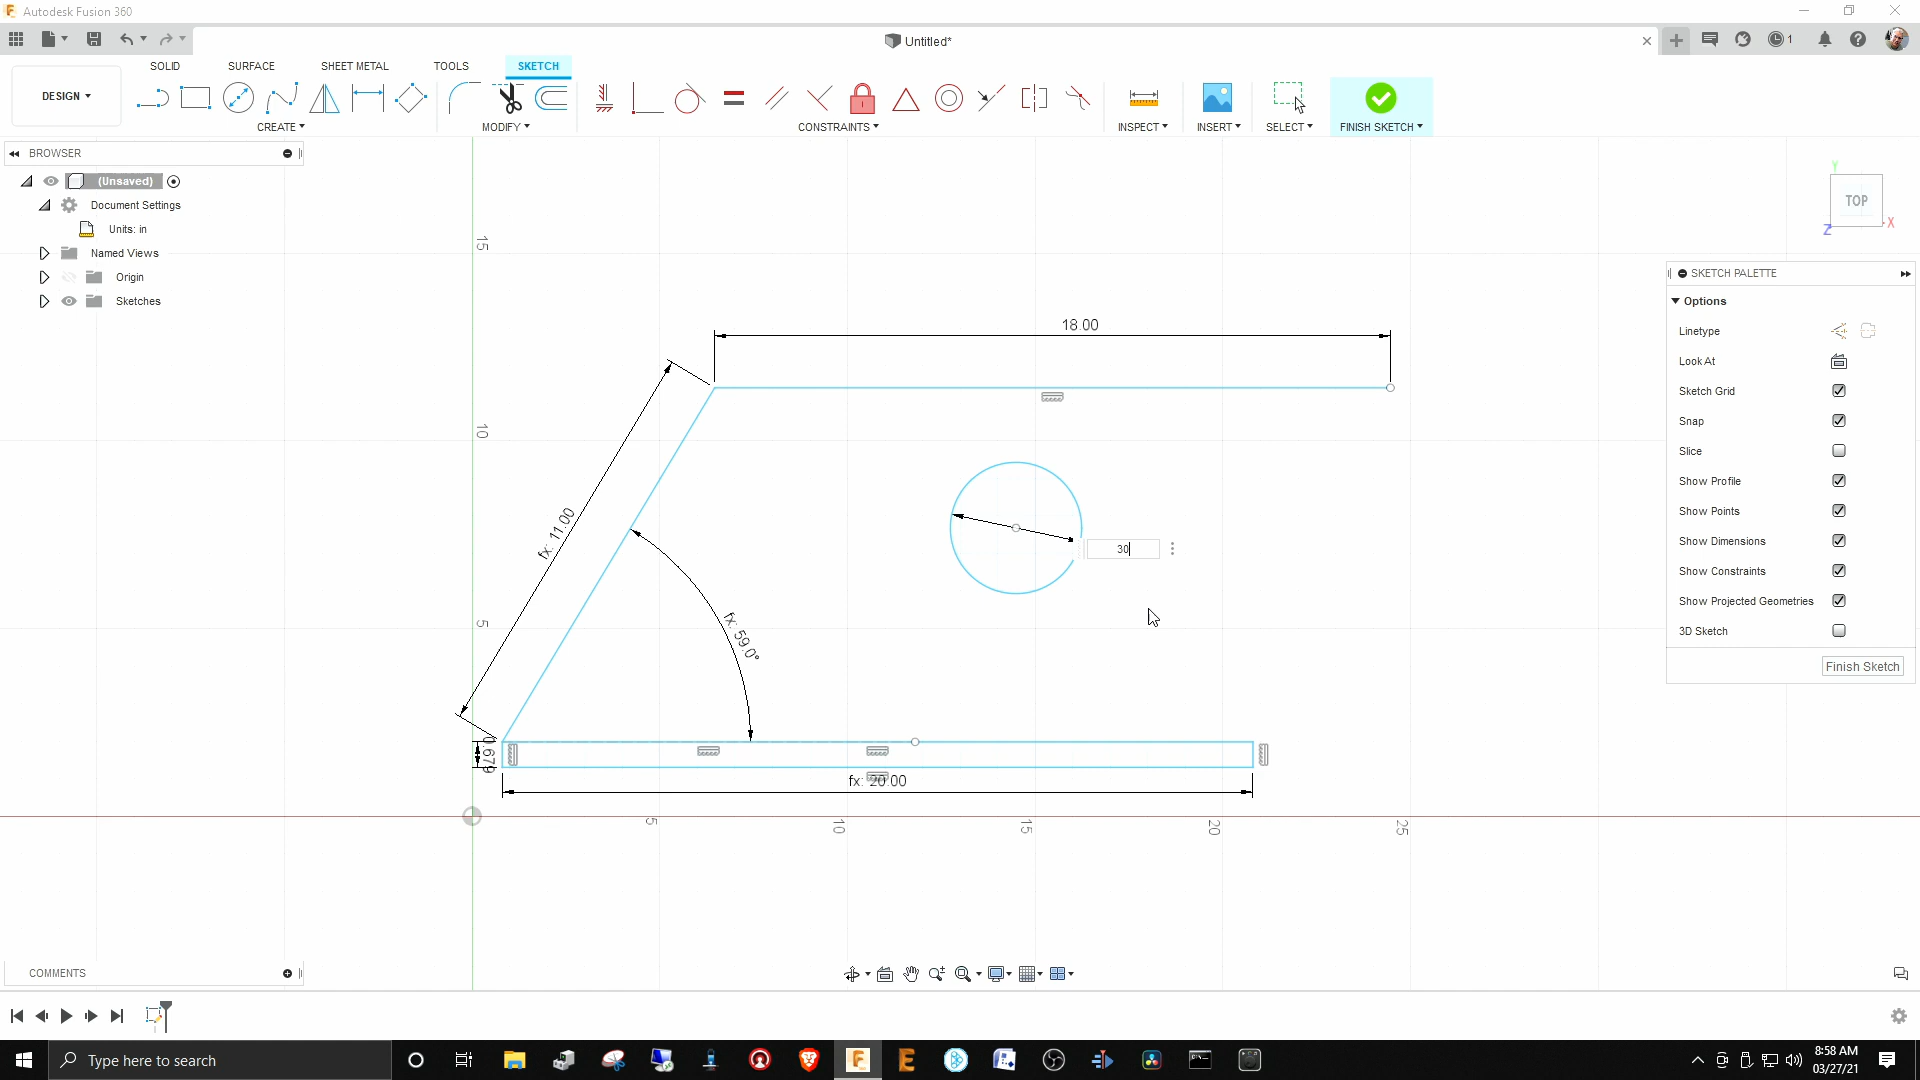 Autodesk Fusion 360
Untitled*
1
SOLID SURFACE SHEET METAL TOOLS SKETCH
DESIGN ▾
CREATE ▾ MODIFY ▾ CONSTRAINTS ▾ INSPECT ▾ INSERT ▾ SELECT ▾ FINISH SKETCH ▾
BROWSER
(Unsaved)
Document Settings
Units: in
Named Views
Origin
Sketches
Y
TOP
X
Z
SKETCH PALETTE
Options
Linetype
Look At
Sketch Grid
Snap
Slice
Show Profile
Show Points
Show Dimensions
Show Constraints
Show Projected Geometries
3D Sketch
Finish Sketch
15
10
5
18.00
fx: 11.00
fx: 59.0°
30
0.679
fx: 20.00
5 10 15 20 25
COMMENTS
Type here to search
8:58 AM
03/27/21